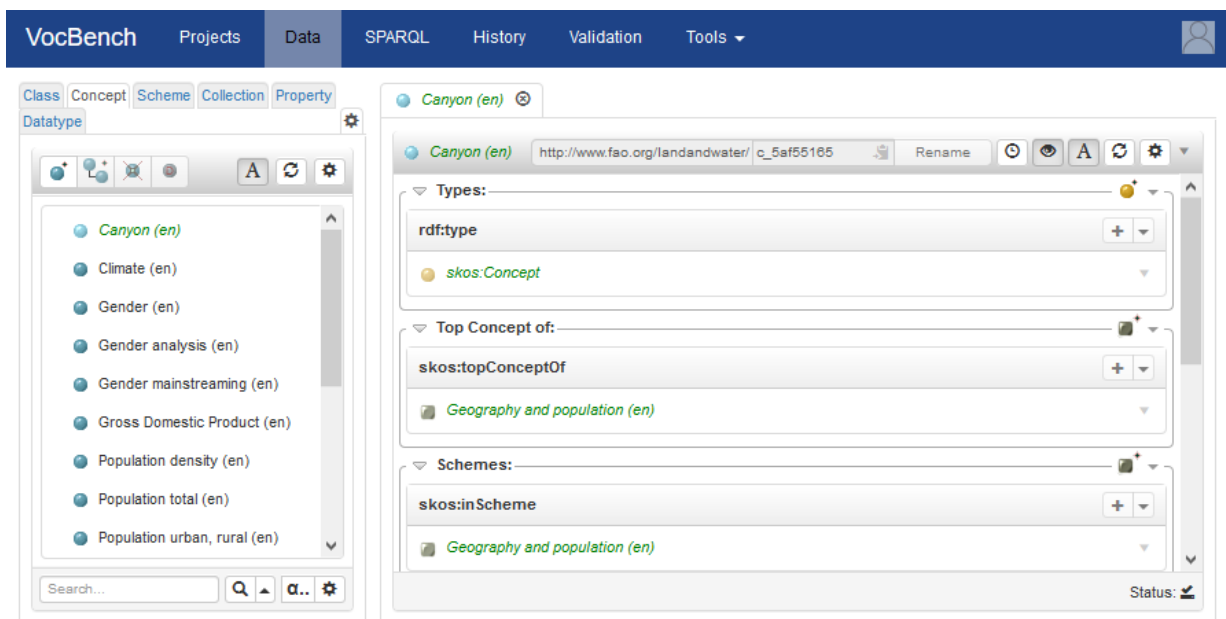 VocBench Projects Data SPARQL History Validation Tools
Class Concept Scheme Collection Property
Datatype
A
Canyon (en)
Climate (en)
Gender (en)
Gender analysis (en)
Gender mainstreaming (en)
Gross Domestic Product (en)
Population density (en)
Population total (en)
Population urban, rural (en)
Search...
α..
Canyon (en)
Canyon (en) http://www.fao.org/landandwater/ c_5af55165 Rename A
Types:
rdf:type
skos:Concept
Top Concept of:
skos:topConceptOf
Geography and population (en)
Schemes:
skos:inScheme
Geography and population (en)
Status: